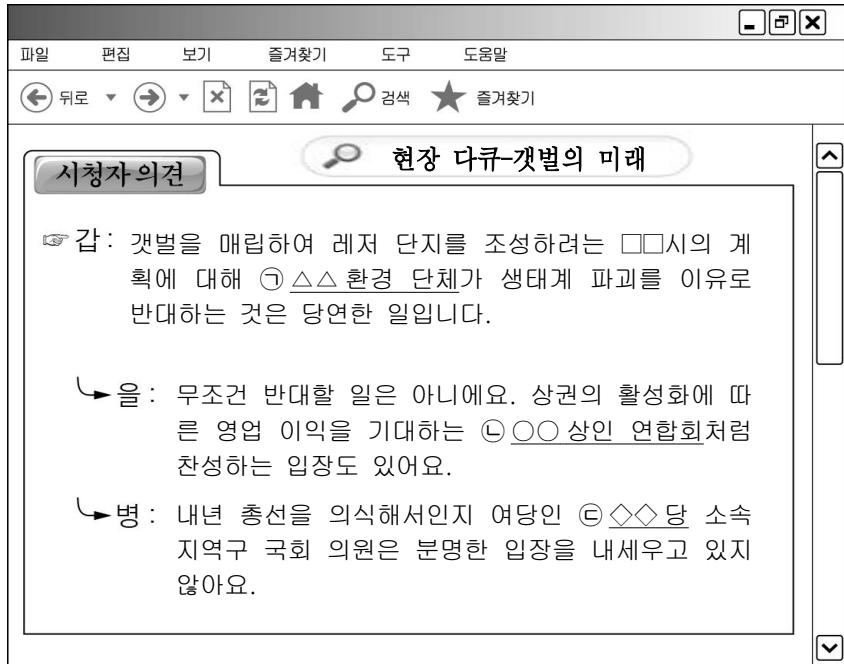 파일 편집 보기 즐겨찾기 도구 도움말
뒤로 검색 즐겨찾기
시청자 의견
현장 다큐-갯벌의 미래
☞갑: 갯벌을 매립하여 레저 단지를 조성하려는 □□시의 계
획에 대해 ㉠△△ 환경 단체가 생태계 파괴를 이유로
반대하는 것은 당연한 일입니다.
을: 무조건 반대할 일은 아니에요. 상권의 활성화에 따
른 영업 이익을 기대하는 ㉡○○ 상인 연합회처럼
찬성하는 입장도 있어요.
병: 내년 총선을 의식해서인지 여당인 ㉢◇◇ 당 소속
지역구 국회 의원은 분명한 입장을 내세우고 있지
않아요.